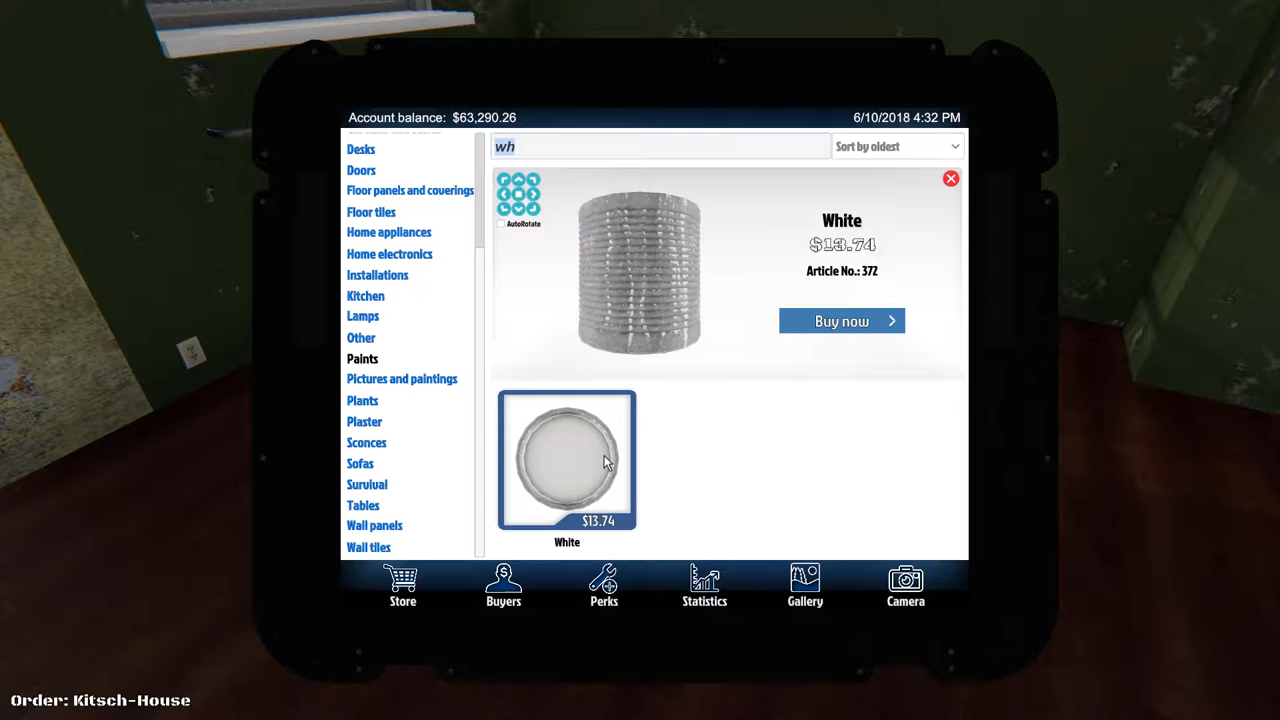 Account balance: $63,290.26
6/10/2018 4:32 PM
Desks
Doors
Floor panels and coverings
Floor tiles
Home appliances
Home electronics
Installations
Kitchen
Lamps
Other
Paints
Pictures and paintings
Plants
Plaster
Sconces
Sofas
Survival
Tables
Wall panels
Wall tiles
wh
Sort by oldest
AutoRotate
White
$13.74
Article No.: 372
Buy now
$13.74
White
Store
Buyers
Perks
Statistics
Gallery
Camera
Order: Kitsch-House